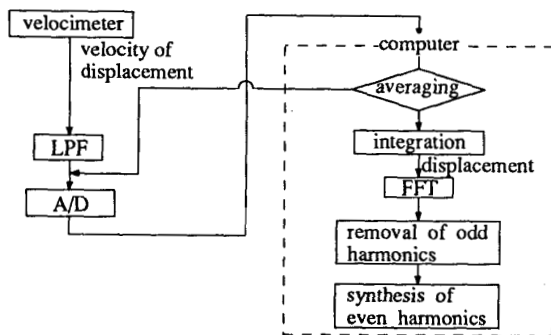 velocimeter
velocity of
displacement
LPF
A/D
computer
averaging
integration
displacement
FFT
removal of odd
harmonics
synthesis of
even harmonics